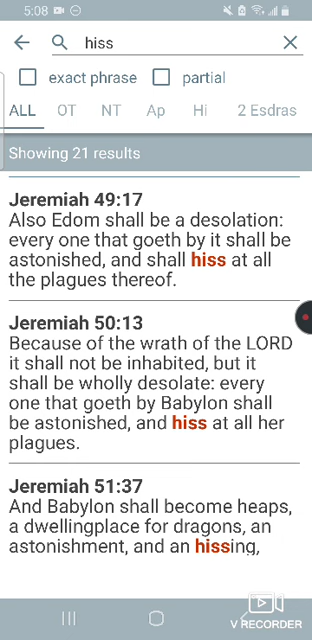 5:08
hiss
exact phrase partial
ALL OT NT Ap Hi 2 Esdras
Showing 21 results
Jeremiah 49:17
Also Edom shall be a desolation:
every one that goeth by it shall be
astonished, and shall hiss at all
the plagues thereof.
Jeremiah 50:13
Because of the wrath of the LORD
it shall not be inhabited, but it
shall be wholly desolate: every
one that goeth by Babylon shall
be astonished, and hiss at all her
plagues.
Jeremiah 51:37
And Babylon shall become heaps,
a dwellingplace for dragons, an
astonishment, and an hissing,
V RECORDER